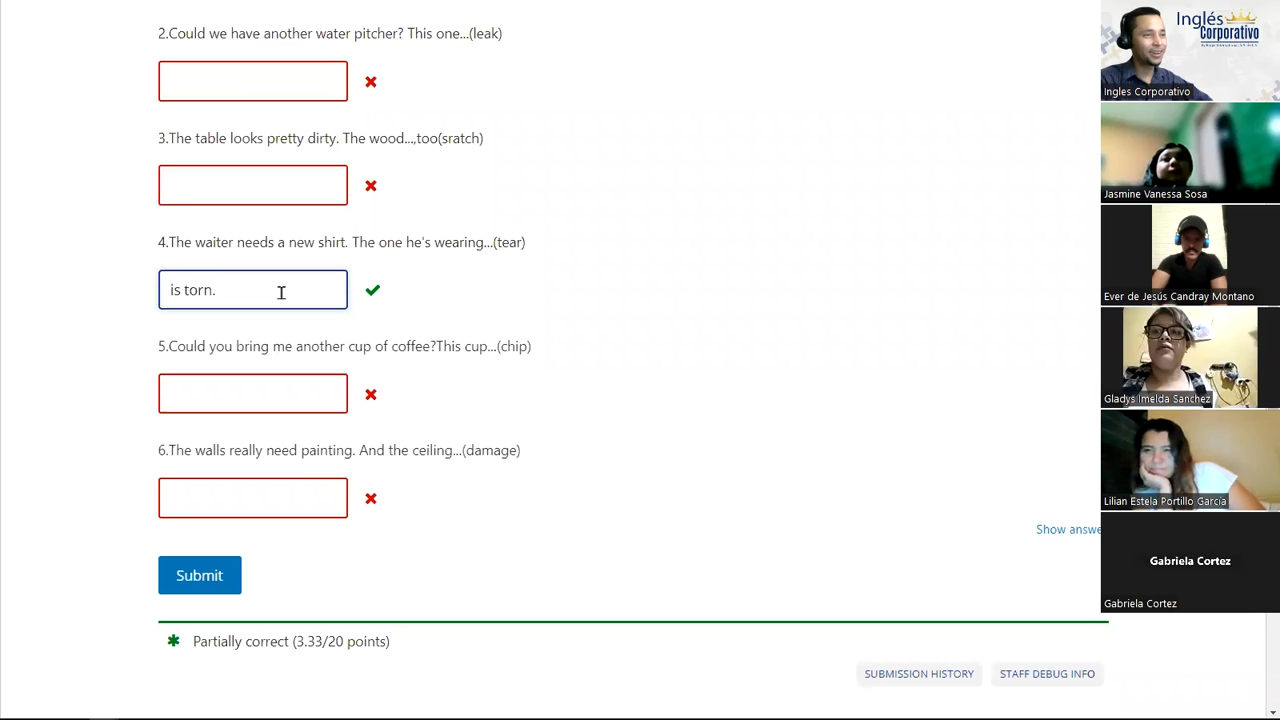 2.Could we have another water pitcher? This one...(leak)
3.The table looks pretty dirty. The wood...,too(sratch)
4.The waiter needs a new shirt. The one he's wearing...(tear)
is torn.
5.Could you bring me another cup of coffee?This cup...(chip)
6.The walls really need painting. And the ceiling...(damage)
Show answe
Submit
Partially correct (3.33/20 points)
SUBMISSION HISTORY
STAFF DEBUG INFO
Inglés
Corporativo
Ingles Corporativo
Jasmine Vanessa Sosa
Ever de Jesús Candray Montano
Gladys Imelda Sanchez
Lilian Estela Portillo Garcia
Gabriela Cortez
Gabriela Cortez